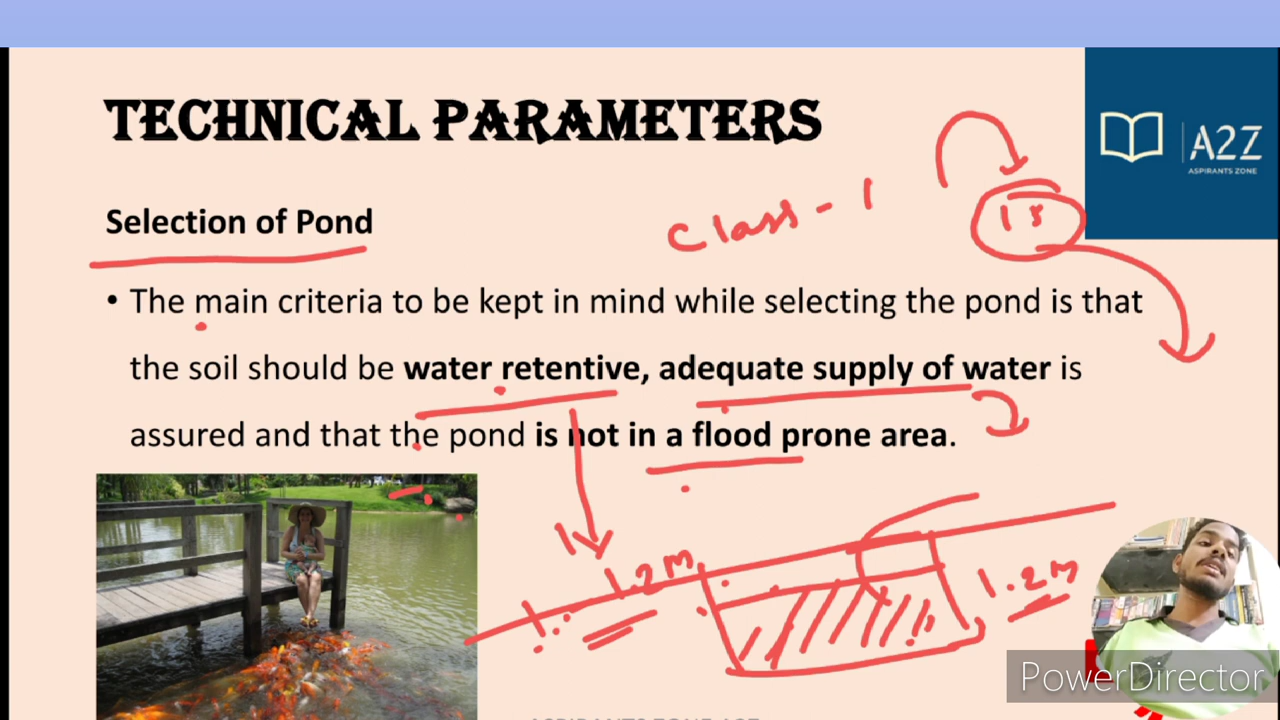 TECHNICAL PARAMETERS
A2Z
ASPIRANTS ZONE
Class - 1
Selection of Pond
• The main criteria to be kept in mind while selecting the pond is that
the soil should be water retentive, adequate supply of water is
assured and that the pond is not in a flood prone area.
1.2m
1.2m
PowerDirector